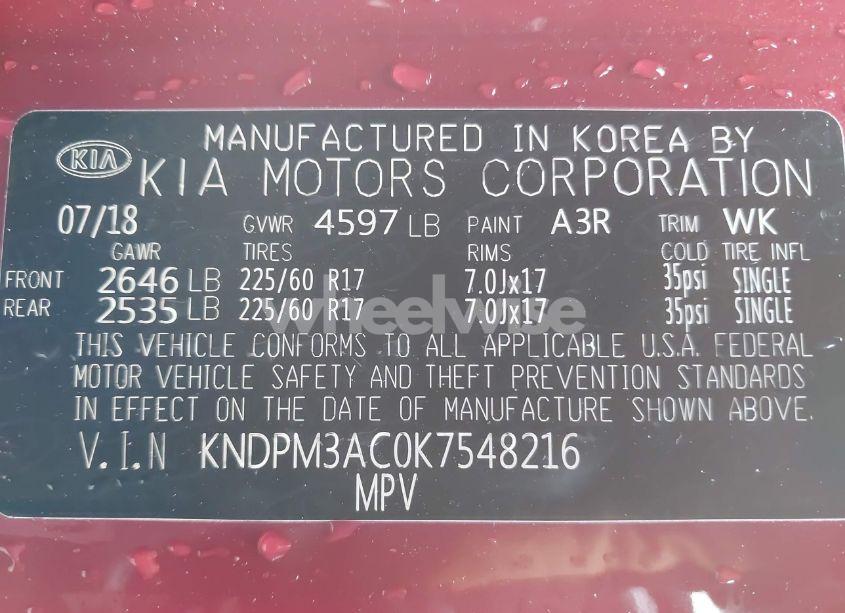 MANUFACTURED IN KOREA BY
KIA KIA MOTORS CORPORATION
07/18 GVWR 4597 LB PAINT A3R TRIM WK
GAWR TIRES RIMS COLD TIRE INFL
FRONT 2646 LB 225/60 R17 7.0Jx17 35psi SINGLE
REAR 2535 LB 225/60 R17 7.0Jx17 35psi SINGLE
wheelwise
THIS VEHICLE CONFORMS TO ALL APPLICABLE U.S.A. FEDERAL
MOTOR VEHICLE SAFETY AND THEFT PREVENTION STANDARDS
IN EFFECT ON THE DATE OF MANUFACTURE SHOWN ABOVE.
V.I.N KNDPM3AC0K7548216
MPV